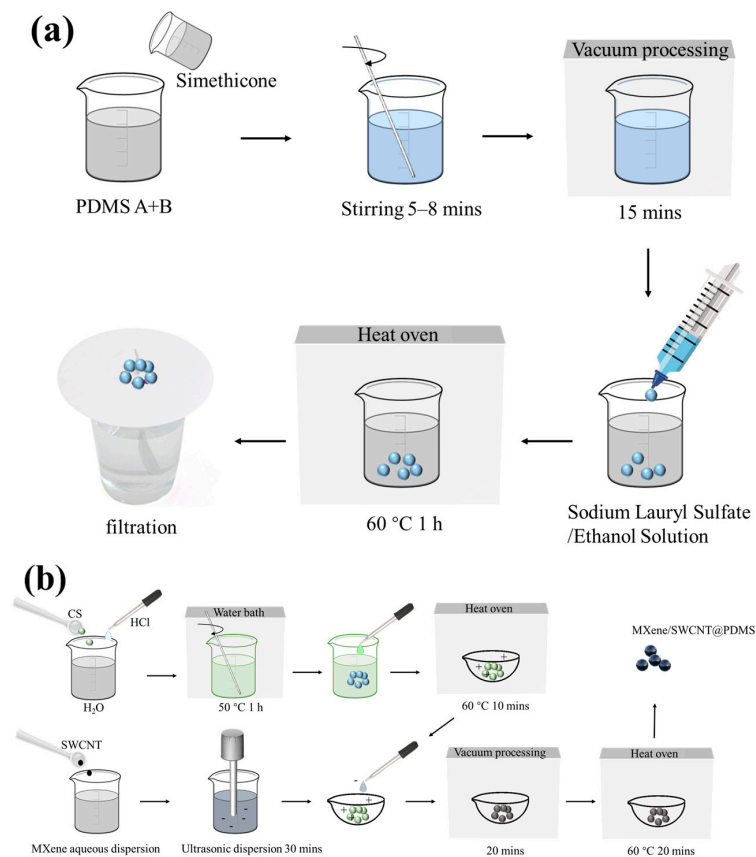 (a)
Simethicone
Vacuum processing
PDMS A+B
Stirring 5–8 mins
15 mins
Heat oven
filtration
60 °C 1 h
Sodium Lauryl Sulfate
/Ethanol Solution
(b)
CS
HCl
Water bath
Heat oven
MXene/SWCNT@PDMS
H₂O
50 °C 1 h
+
+
+
60 °C 10 mins
SWCNT
-
+
+
Vacuum processing
Heat oven
MXene aqueous dispersion
Ultrasonic dispersion 30 mins
20 mins
60 °C 20 mins